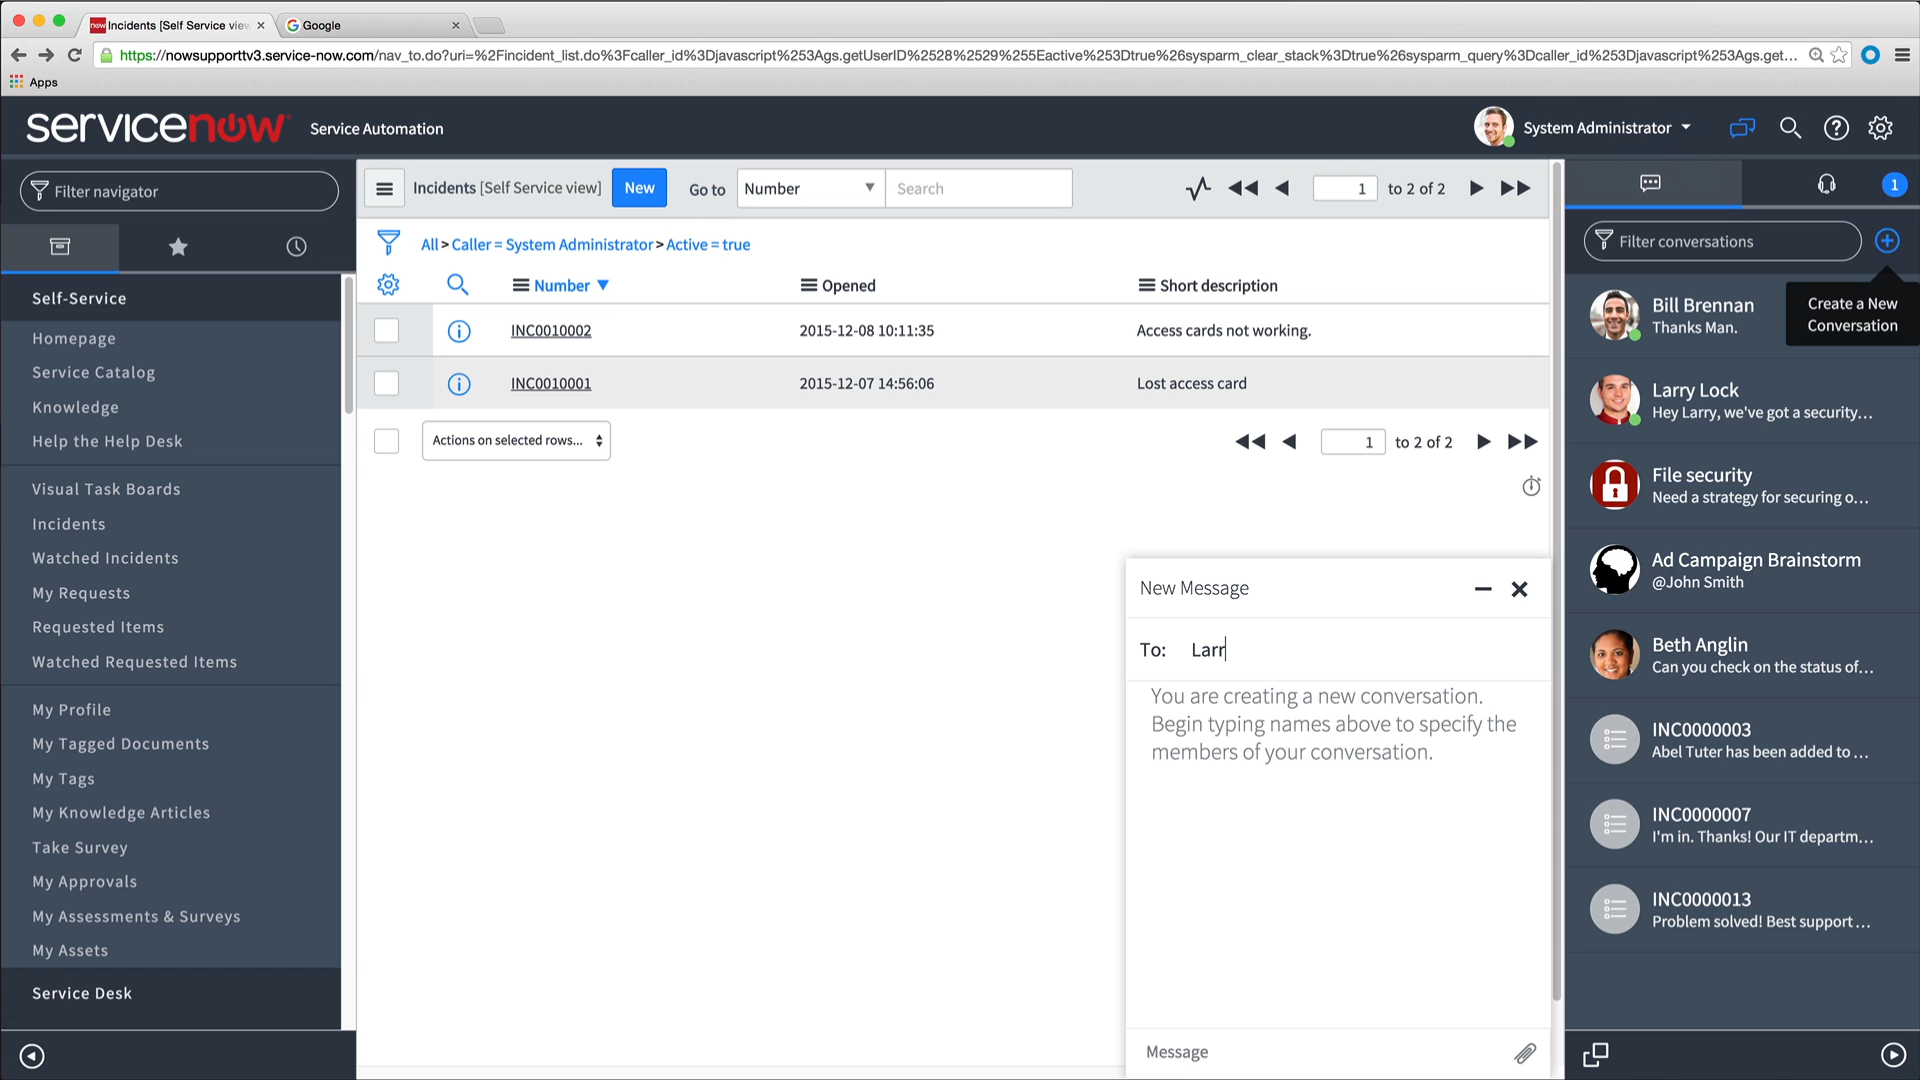 Incidents [Self Service view
Google
https://nowsupporttv3.service-now.com/nav_to.do?uri=%2Fincident_list.do%3Fcaller_id%3Djavascript%253Ags.getUserID%2528%2529%255Eactive%253Dtrue%26sysparm_clear_stack%3Dtrue%26sysparm_query%3Dcaller_id%253Djavascript%253Ags.get...
Apps
servicenow
Service Automation
System Administrator
Filter navigator
Self-Service
Homepage
Service Catalog
Knowledge
Help the Help Desk
Visual Task Boards
Incidents
Watched Incidents
My Requests
Requested Items
Watched Requested Items
My Profile
My Tagged Documents
My Tags
My Knowledge Articles
Take Survey
My Approvals
My Assessments & Surveys
My Assets
Service Desk
Incidents [Self Service view]
New
Go to
Number
Search
1 to 2 of 2
All > Caller = System Administrator > Active = true
Number Opened Short description
INC0010002 2015-12-08 10:11:35 Access cards not working.
INC0010001 2015-12-07 14:56:06 Lost access card
Actions on selected rows...
1 to 2 of 2
New Message
To: Larr
You are creating a new conversation.
Begin typing names above to specify the
members of your conversation.
Message
1
Filter conversations
Create a New
Conversation
Bill Brennan
Thanks Man.
Larry Lock
Hey Larry, we've got a security...
File security
Need a strategy for securing o...
Ad Campaign Brainstorm
@John Smith
Beth Anglin
Can you check on the status of...
INC0000003
Abel Tuter has been added to ...
INC0000007
I'm in. Thanks! Our IT departm...
INC0000013
Problem solved! Best support ...